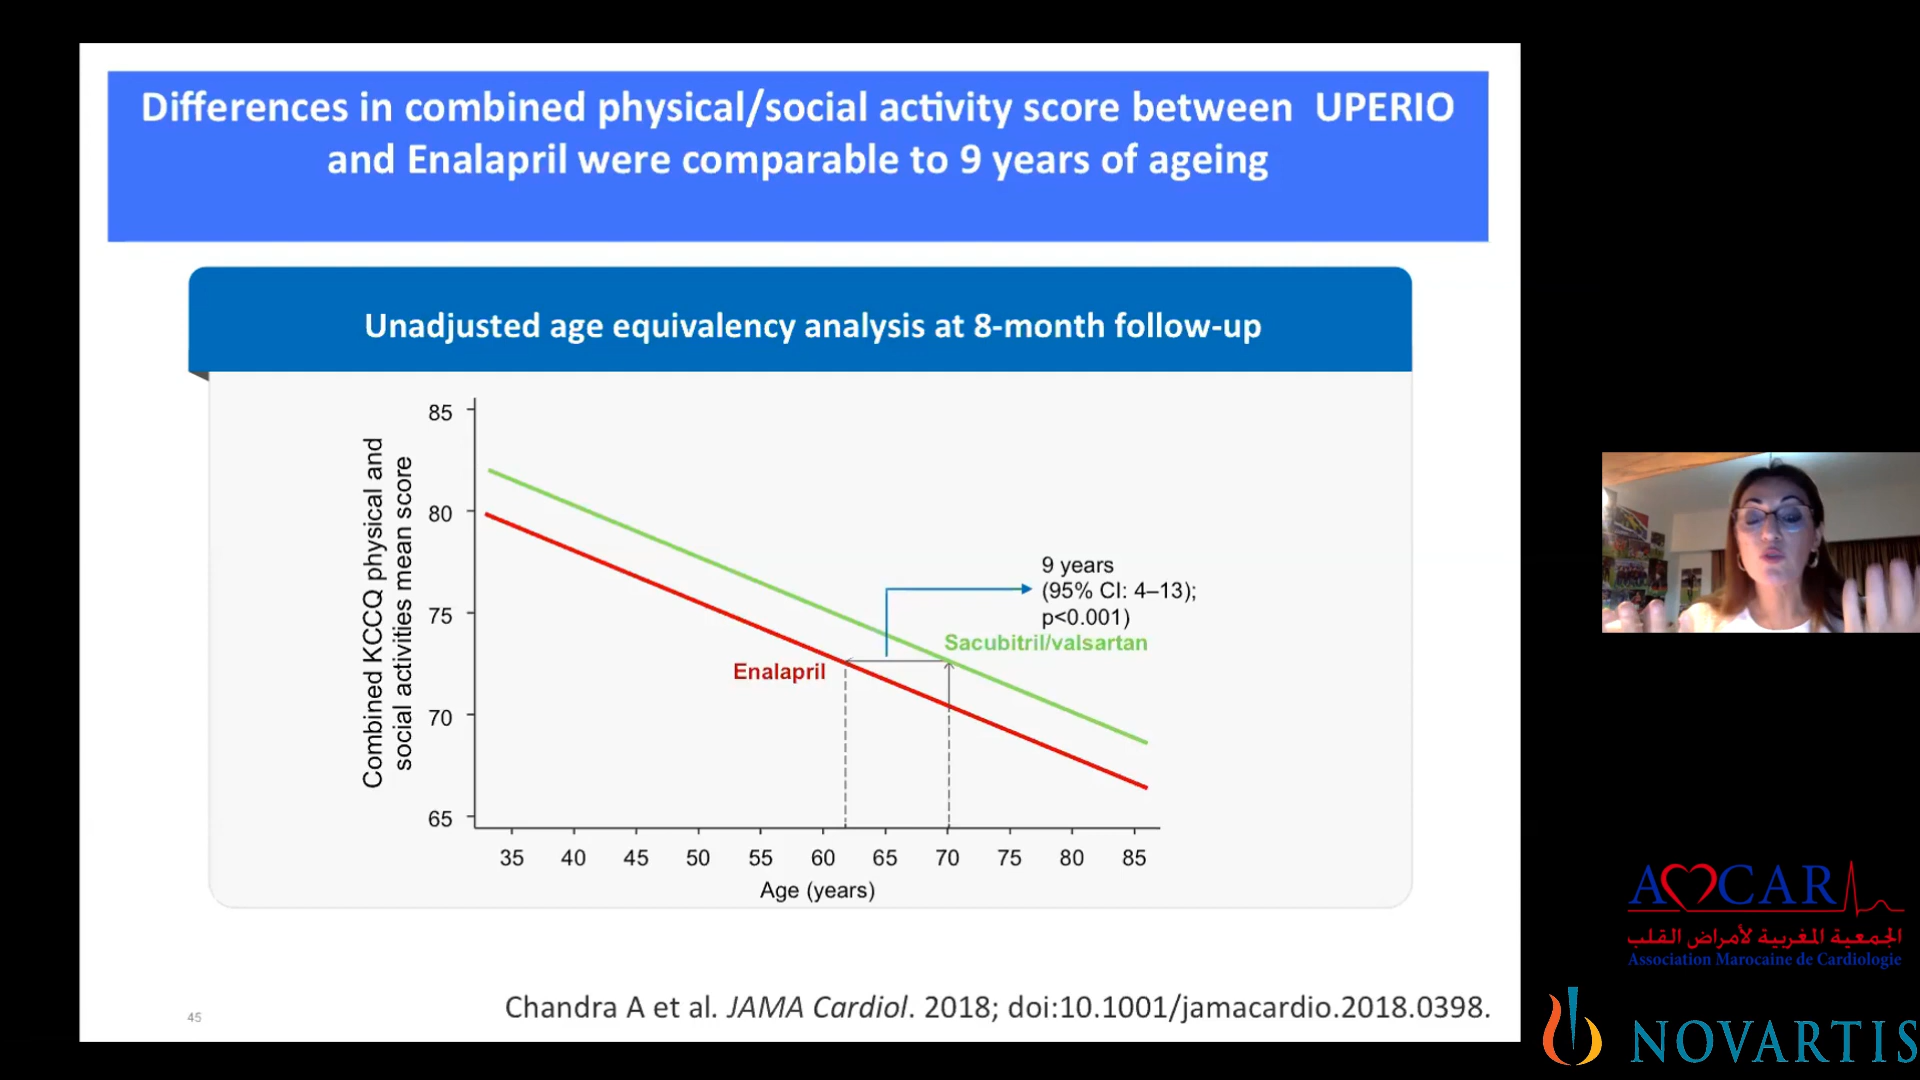 Differences in combined physical/social activity score between UPERIO
and Enalapril were comparable to 9 years of ageing
Unadjusted age equivalency analysis at 8-month follow-up
Combined KCCQ physical and
social activities mean score
85
80
75
70
65
9 years
(95% CI: 4–13);
p<0.001)
Sacubitril/valsartan
Enalapril
35 40 45 50 55 60 65 70 75 80 85
Age (years)
45
Chandra A et al. JAMA Cardiol. 2018; doi:10.1001/jamacardio.2018.0398.
AMCAR
الجمعية المغربية لأمراض القلب
Association Marocaine de Cardiologie
NOVARTIS